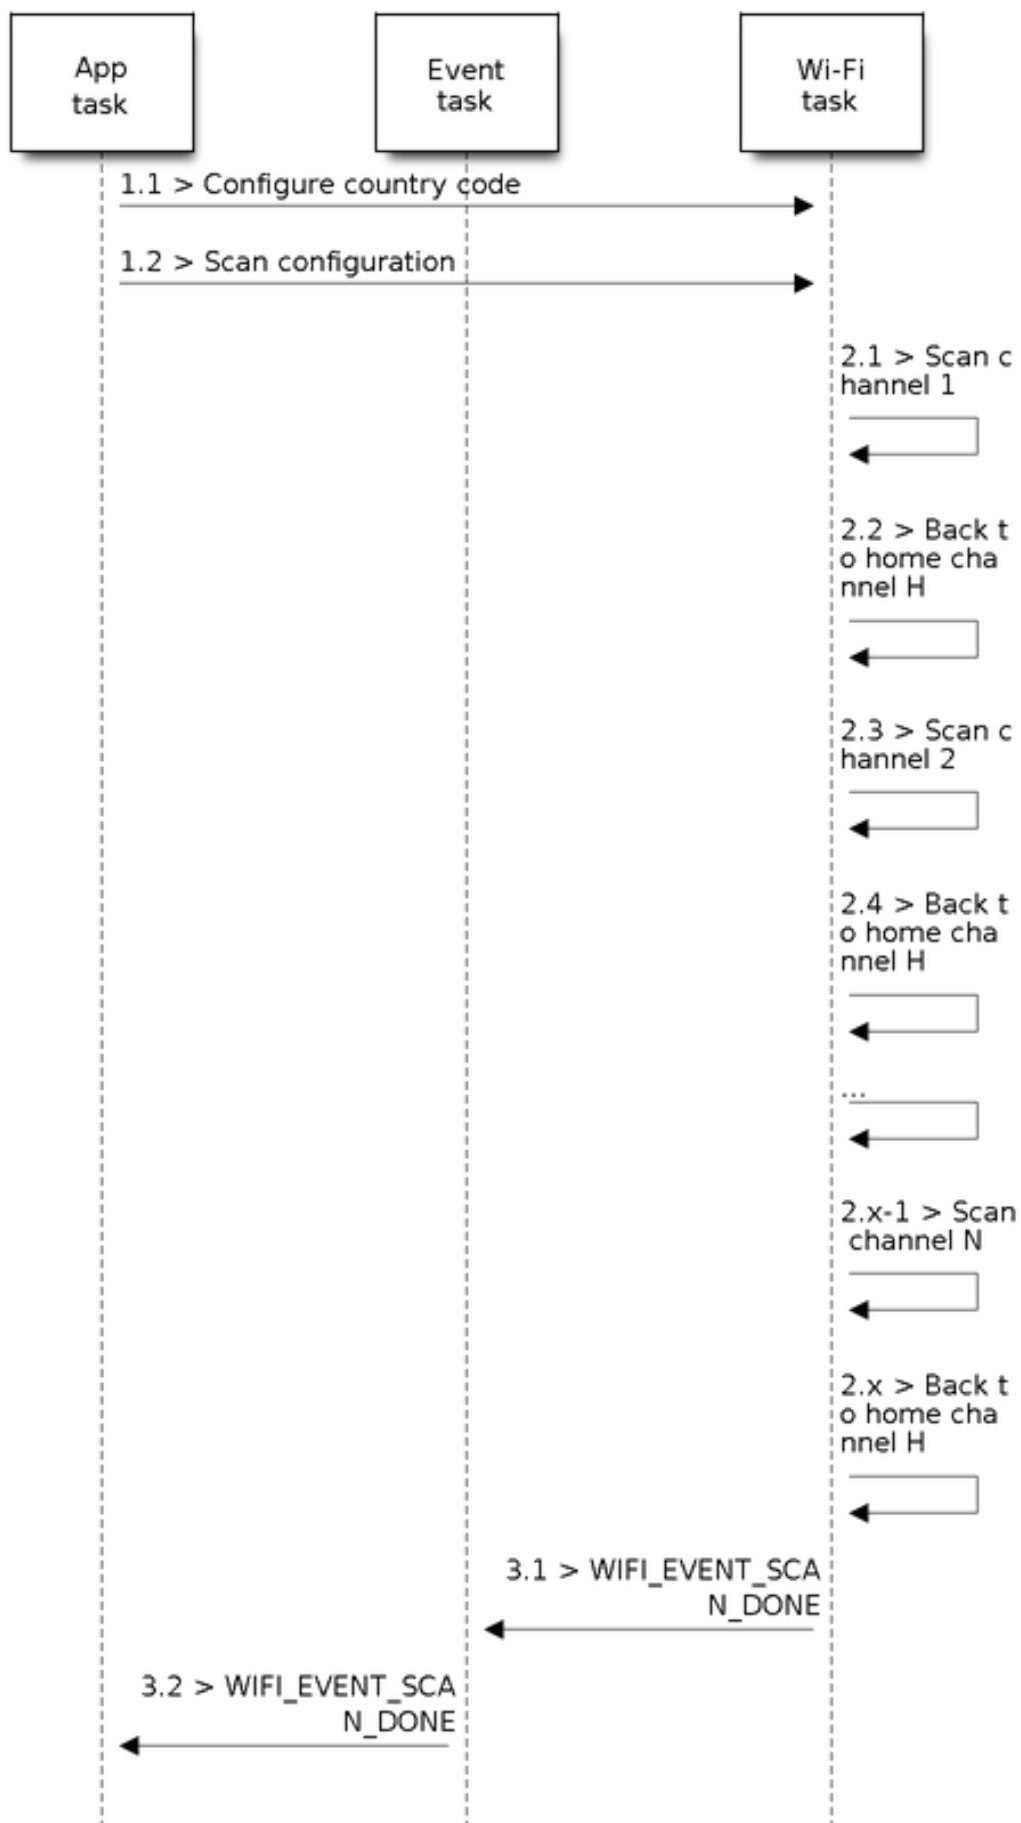 App
task
Event
task
Wi-Fi
task
1.1 > Configure country code
1.2 > Scan configuration
2.1 > Scan c
hannel 1
2.2 > Back t
o home cha
nnel H
2.3 > Scan c
hannel 2
2.4 > Back t
o home cha
nnel H
...
2.x-1 > Scan
channel N
2.x > Back t
o home cha
nnel H
3.1 > WIFI_EVENT_SCA
N_DONE
3.2 > WIFI_EVENT_SCA
N_DONE